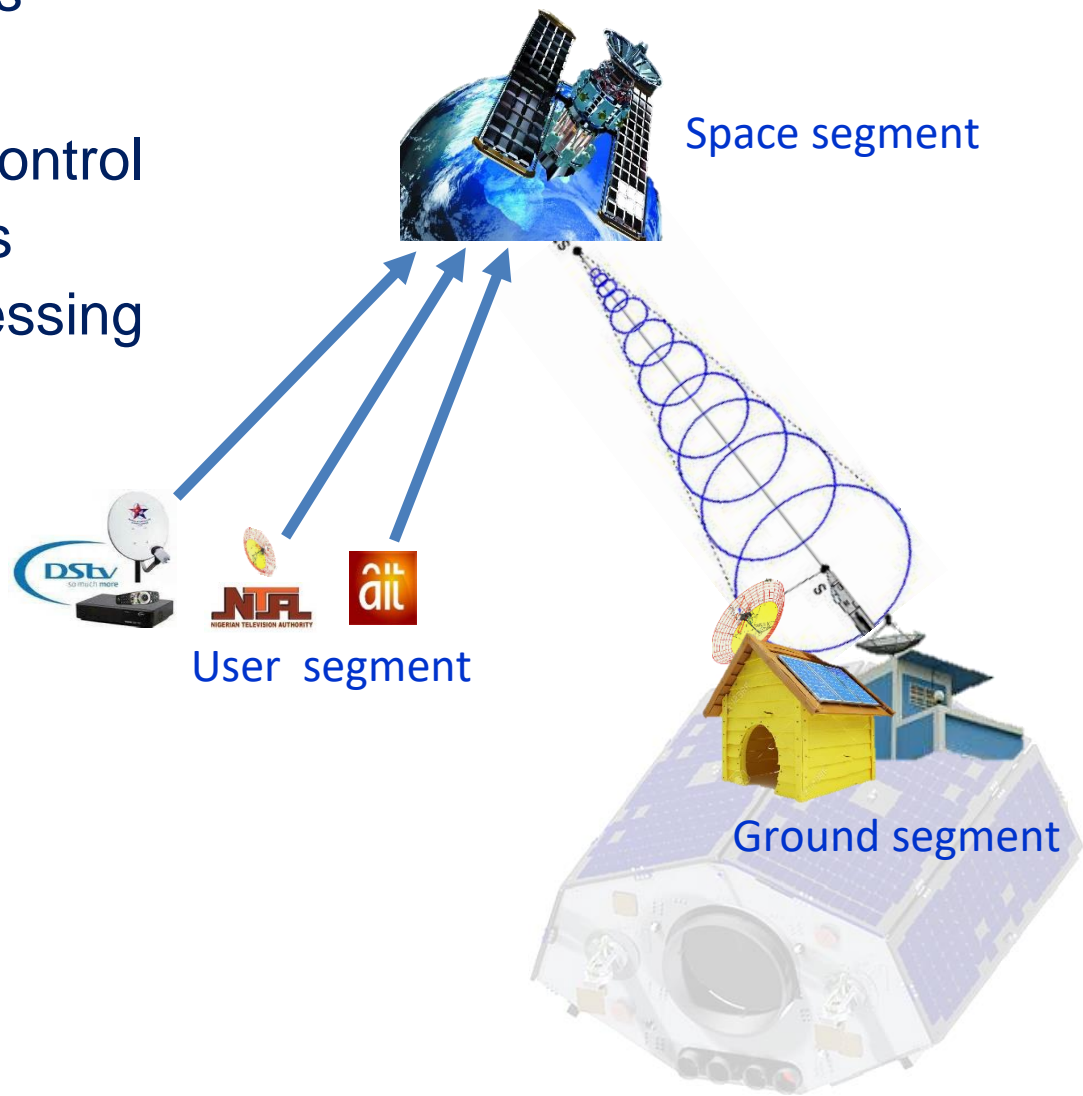 s
ontrol
s
essing
Space segment
S
DStv
so much more
NTA
NIGERIAN TELEVISION AUTHORITY
ait
User segment
S
Ground segment